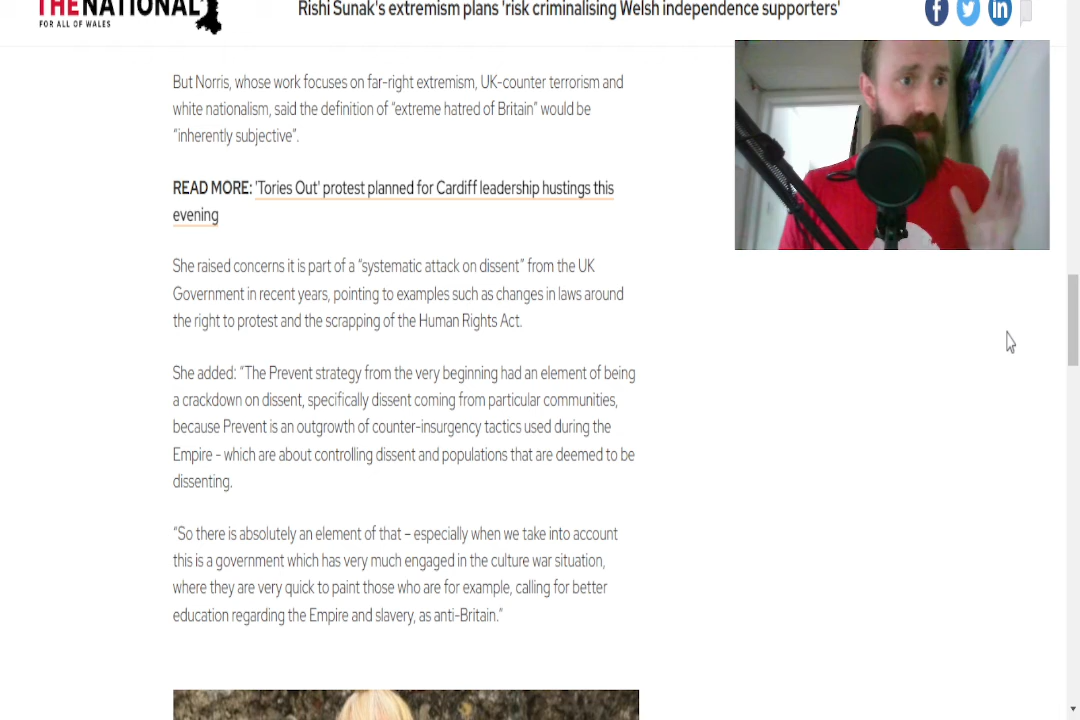 THE NATIONAL
FOR ALL OF WALES
Rishi Sunak's extremism plans 'risk criminalising Welsh independence supporters'
But Norris, whose work focuses on far-right extremism, UK-counter terrorism and
white nationalism, said the definition of “extreme hatred of Britain” would be
“inherently subjective”.
READ MORE: 'Tories Out' protest planned for Cardiff leadership hustings this
evening
She raised concerns it is part of a “systematic attack on dissent” from the UK
Government in recent years, pointing to examples such as changes in laws around
the right to protest and the scrapping of the Human Rights Act.
She added: “The Prevent strategy from the very beginning had an element of being
a crackdown on dissent, specifically dissent coming from particular communities,
because Prevent is an outgrowth of counter-insurgency tactics used during the
Empire – which are about controlling dissent and populations that are deemed to be
dissenting.
“So there is absolutely an element of that – especially when we take into account
this is a government which has very much engaged in the culture war situation,
where they are very quick to paint those who are for example, calling for better
education regarding the Empire and slavery, as anti-Britain.”